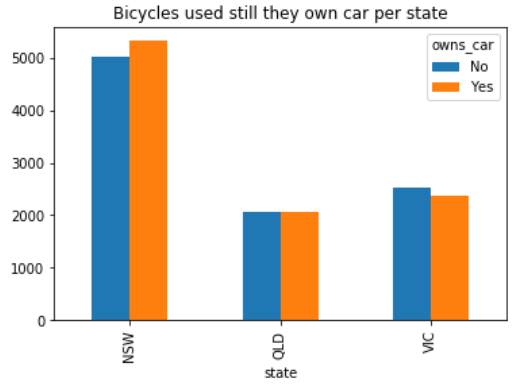 Bicycles used still they own car per state
owns_car
No
Yes
5000
4000
3000
2000
1000
0
NSW
QLD
VIC
state